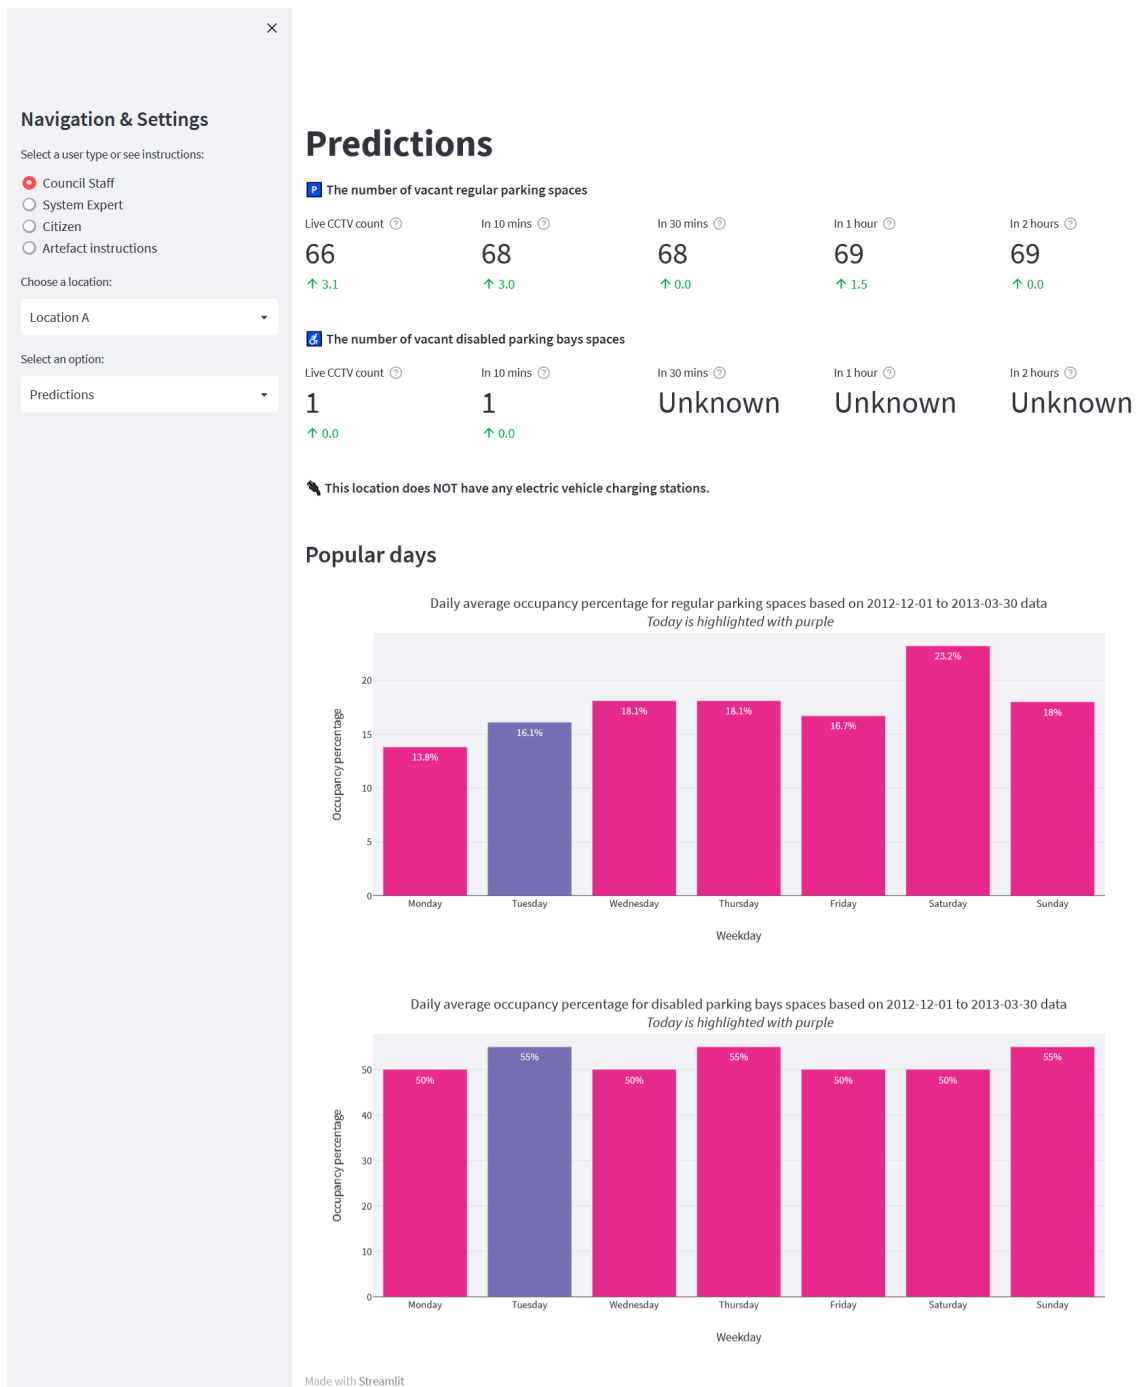 Navigation & Settings
Select a user type or see instructions:
Council Staff
System Expert
Citizen
Artefact instructions
Choose a location:
Location A
Select an option:
Predictions
Predictions
P The number of vacant regular parking spaces
Live CCTV count In 10 mins In 30 mins In 1 hour In 2 hours
66 68 68 69 69
↑ 3.1 ↑ 3.0 ↑ 0.0 ↑ 1.5 ↑ 0.0
The number of vacant disabled parking bays spaces
Live CCTV count In 10 mins In 30 mins In 1 hour In 2 hours
1 1 Unknown Unknown Unknown
↑ 0.0 ↑ 0.0
This location does NOT have any electric vehicle charging stations.
Popular days
Daily average occupancy percentage for regular parking spaces based on 2012-12-01 to 2013-03-30 data
Today is highlighted with purple
Occupancy percentage
20
15
10
5
0
13.8% 16.1% 18.1% 18.1% 16.7% 23.2% 18%
Monday Tuesday Wednesday Thursday Friday Saturday Sunday
Weekday
Daily average occupancy percentage for disabled parking bays spaces based on 2012-12-01 to 2013-03-30 data
Today is highlighted with purple
Occupancy percentage
50
40
30
20
10
0
50% 55% 50% 55% 50% 50% 55%
Monday Tuesday Wednesday Thursday Friday Saturday Sunday
Weekday
Made with Streamlit